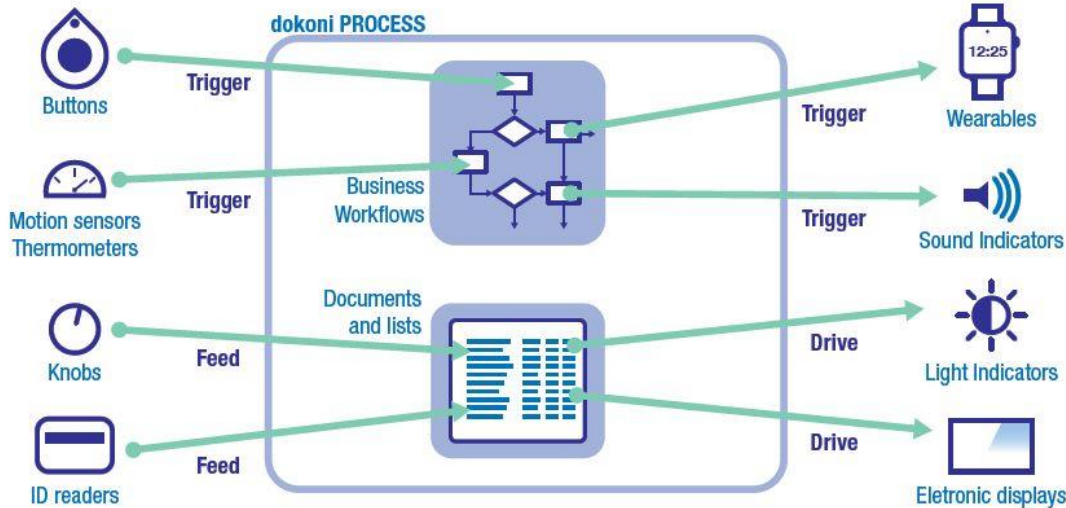 dokoni PROCESS
Buttons
Trigger
12:25
Trigger
Wearables
Motion sensors
Thermometers
Trigger
Business
Workflows
Trigger
Sound Indicators
Documents
and lists
Knobs
Feed
Drive
Light Indicators
ID readers
Feed
Drive
Eletronic displays